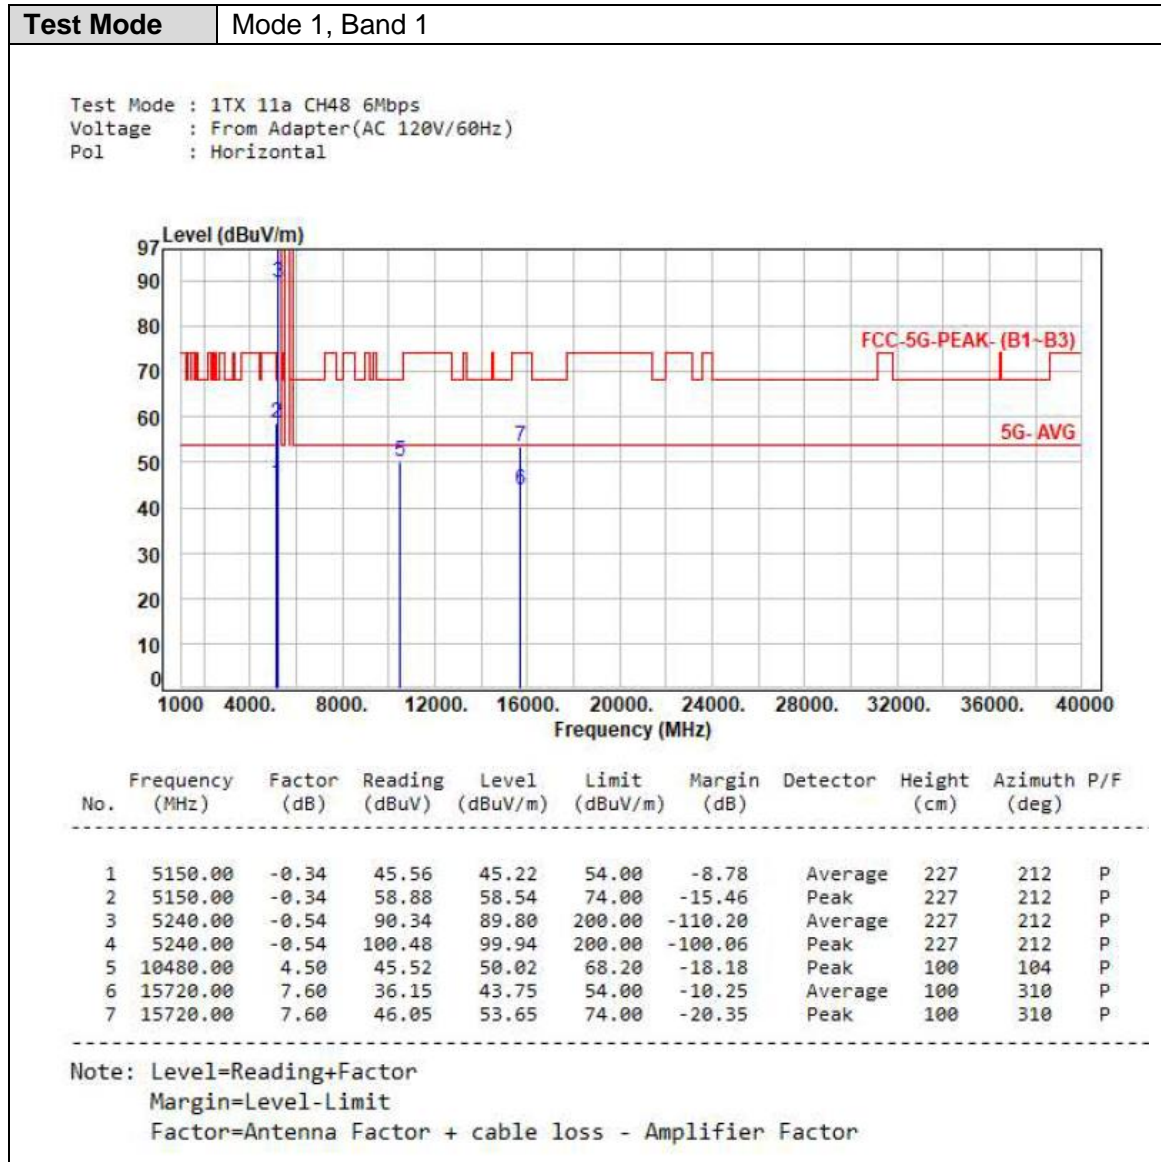 Test Mode Mode 1, Band 1
Test Mode : 1TX 11a CH48 6Mbps
Voltage : From Adapter(AC 120V/60Hz)
Pol : Horizontal
Level (dBuV/m)
97
90
80
70
60
50
40
30
20
10
0
3
FCC-5G-PEAK- (B1~B3)
2
7
5G- AVG
5
1
6
1000 4000. 8000. 12000. 16000. 20000. 24000. 28000. 32000. 36000. 40000
Frequency (MHz)
Frequency Factor Reading Level Limit Margin Detector Height Azimuth P/F
No. (MHz) (dB) (dBuV) (dBuV/m) (dBuV/m) (dB) (cm) (deg)
1 5150.00 -0.34 45.56 45.22 54.00 -8.78 Average 227 212 P
2 5150.00 -0.34 58.88 58.54 74.00 -15.46 Peak 227 212 P
3 5240.00 -0.54 90.34 89.80 200.00 -110.20 Average 227 212 P
4 5240.00 -0.54 100.48 99.94 200.00 -100.06 Peak 227 212 P
5 10480.00 4.50 45.52 50.02 68.20 -18.18 Peak 100 104 P
6 15720.00 7.60 36.15 43.75 54.00 -10.25 Average 100 310 P
7 15720.00 7.60 46.05 53.65 74.00 -20.35 Peak 100 310 P
Note: Level=Reading+Factor
Margin=Level-Limit
Factor=Antenna Factor + cable loss - Amplifier Factor